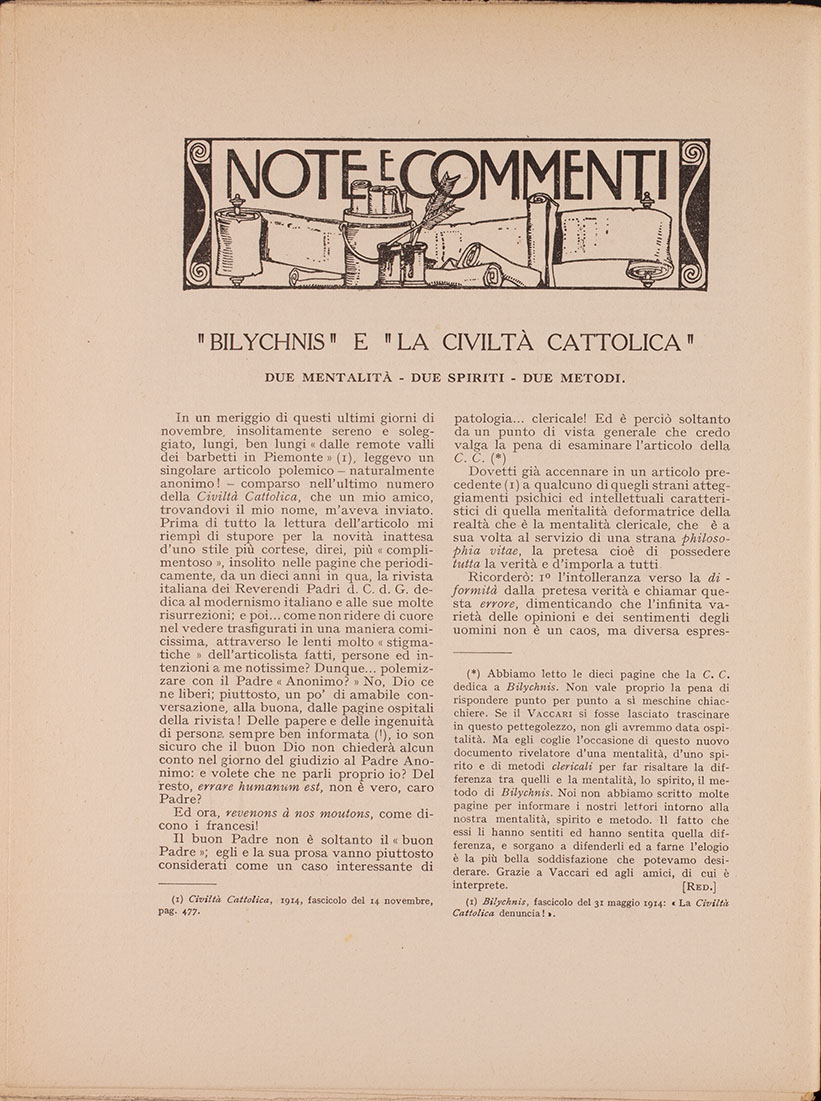 NOTE E COMMENTI
"BILYCHNIS" E "LA CIVILTÀ CATTOLICA"
DUE MENTALITÀ - DUE SPIRITI - DUE METODI.
In un meriggio di questi ultimi giorni di
novembre, insolitamente sereno e soleg-
giato, lungi, ben lungi « dalle remote valli
dei barbetti in Piemonte » (1), leggevo un
singolare articolo polemico – naturalmente
anonimo! – comparso nell'ultimo numero
della Civiltà Cattolica, che un mio amico,
trovandovi il mio nome, m'aveva inviato.
Prima di tutto la lettura dell'articolo mi
riempì di stupore per la novità inattesa
d'uno stile più cortese, direi, più « compli-
mentoso », insolito nelle pagine che periodi-
camente, da un dieci anni in qua, la rivista
italiana dei Reverendi Padri d. C. d. G. de-
dica al modernismo italiano e alle sue molte
risurrezioni; e poi... come non ridere di cuore
nel vedere trasfigurati in una maniera comi-
cissima, attraverso le lenti molto « stigma-
tiche » dell'articolista fatti, persone ed in-
tenzioni a me notissime? Dunque... polemiz-
zare con il Padre « Anonimo? » No, Dio ce
ne liberi; piuttosto, un po' di amabile con-
versazione, alla buona, dalle pagine ospitali
della rivista! Delle papere e delle ingenuità
di persona sempre ben informata (!), io son
sicuro che il buon Dio non chiederà alcun
conto nel giorno del giudizio al Padre Ano-
nimo: e volete che ne parli proprio io? Del
resto, errare humanum est, non è vero, caro
Padre?
Ed ora, revenons à nos moutons, come di-
cono i francesi!
Il buon Padre non è soltanto il « buon
Padre »; egli e la sua prosa vanno piuttosto
considerati come un caso interessante di
(1) Civiltà Cattolica, 1914, fascicolo del 14 novembre,
pag. 477.
patologia... clericale! Ed è perciò soltanto
da un punto di vista generale che credo
valga la pena di esaminare l'articolo della
C. C. (*)
Dovetti già accennare in un articolo pre-
cedente (1) a qualcuno di quegli strani atteg-
giamenti psichici ed intellettuali caratteri-
stici di quella mentalità deformatrice della
realtà che è la mentalità clericale, che è a
sua volta al servizio di una strana philoso-
phia vitae, la pretesa cioè di possedere
tutta la verità e d'imporla a tutti.
Ricorderò: 1º l'intolleranza verso la di -
formità dalla pretesa verità e chiamar que-
sta errore, dimenticando che l'infinita va-
rietà delle opinioni e dei sentimenti degli
uomini non è un caos, ma diversa espres-
(*) Abbiamo letto le dieci pagine che la C. C.
dedica a Bilychnis. Non vale proprio la pena di
rispondere punto per punto a sì meschine chiac-
chiere. Se il VACCARI si fosse lasciato trascinare
in questo pettegolezzo, non gli avremmo data ospi-
talità. Ma egli coglie l'occasione di questo nuovo
documento rivelatore d'una mentalità, d'uno spi-
rito e di metodi clericali per far risaltare la dif-
ferenza tra quelli e la mentalità, lo spirito, il me-
todo di Bilychnis. Noi non abbiamo scritto molte
pagine per informare i nostri lettori intorno alla
nostra mentalità, spirito e metodo. Il fatto che
essi li hanno sentiti ed hanno sentita quella dif-
ferenza, e sorgano a difenderli ed a farne l'elogio
è la più bella soddisfazione che potevamo desi-
derare. Grazie a Vaccari ed agli amici, di cui è
interprete. [RED.]
(1) Bilychnis, fascicolo del 31 maggio 1914: « La Civiltà
Cattolica denuncia! ».